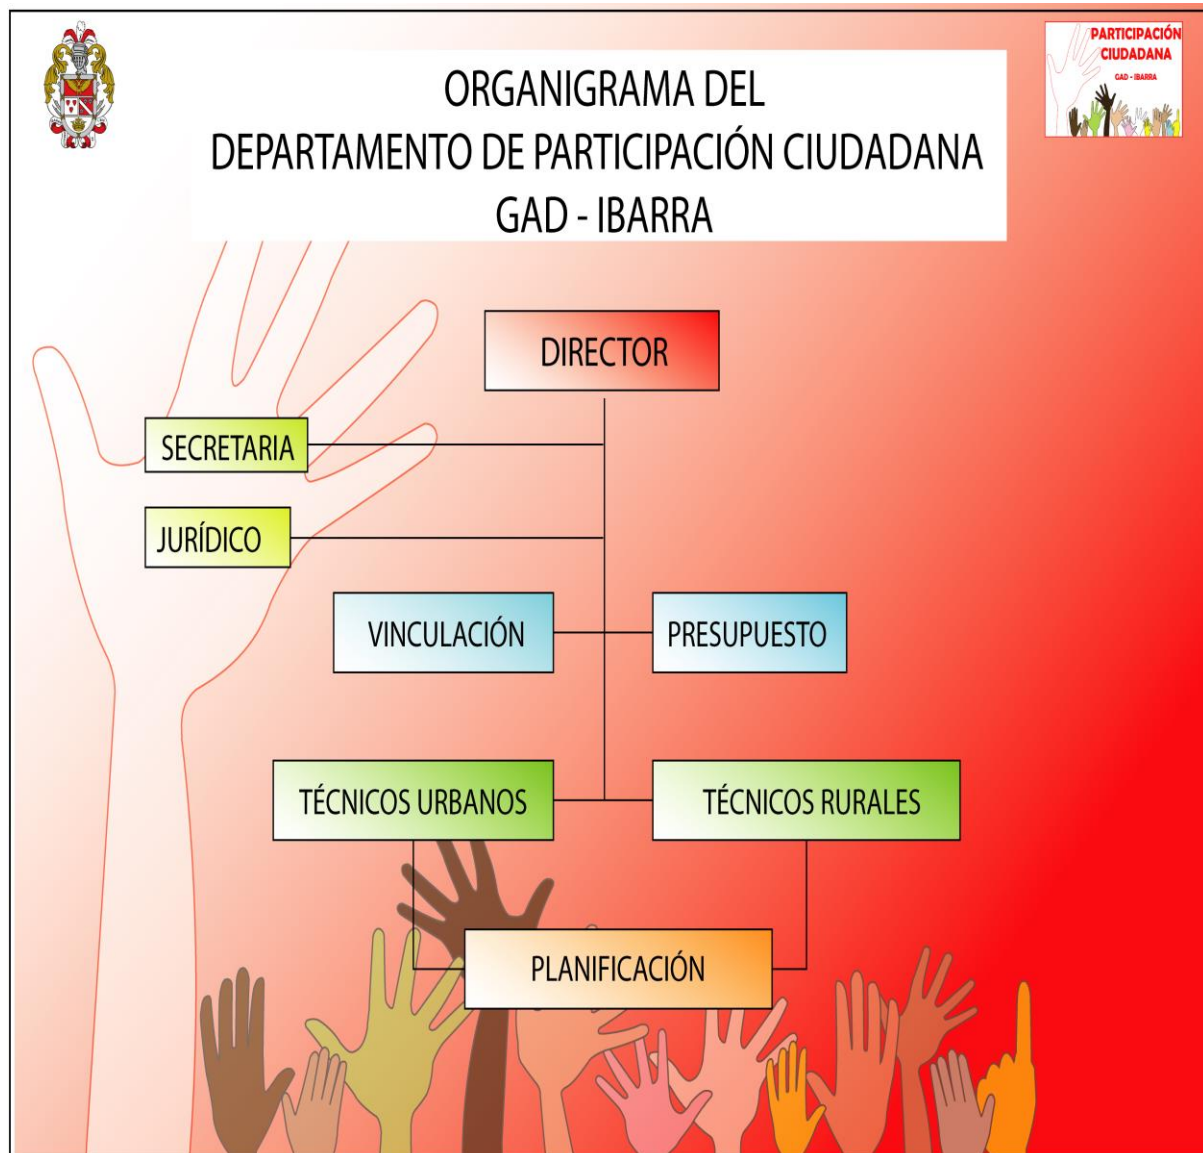 PARTICIPACIÓN
CIUDADANA
GAD - IBARRA
ORGANIGRAMA DEL
DEPARTAMENTO DE PARTICIPACIÓN CIUDADANA
GAD - IBARRA
DIRECTOR
SECRETARIA
JURÍDICO
VINCULACIÓN
PRESUPUESTO
TÉCNICOS URBANOS
TÉCNICOS RURALES
PLANIFICACIÓN